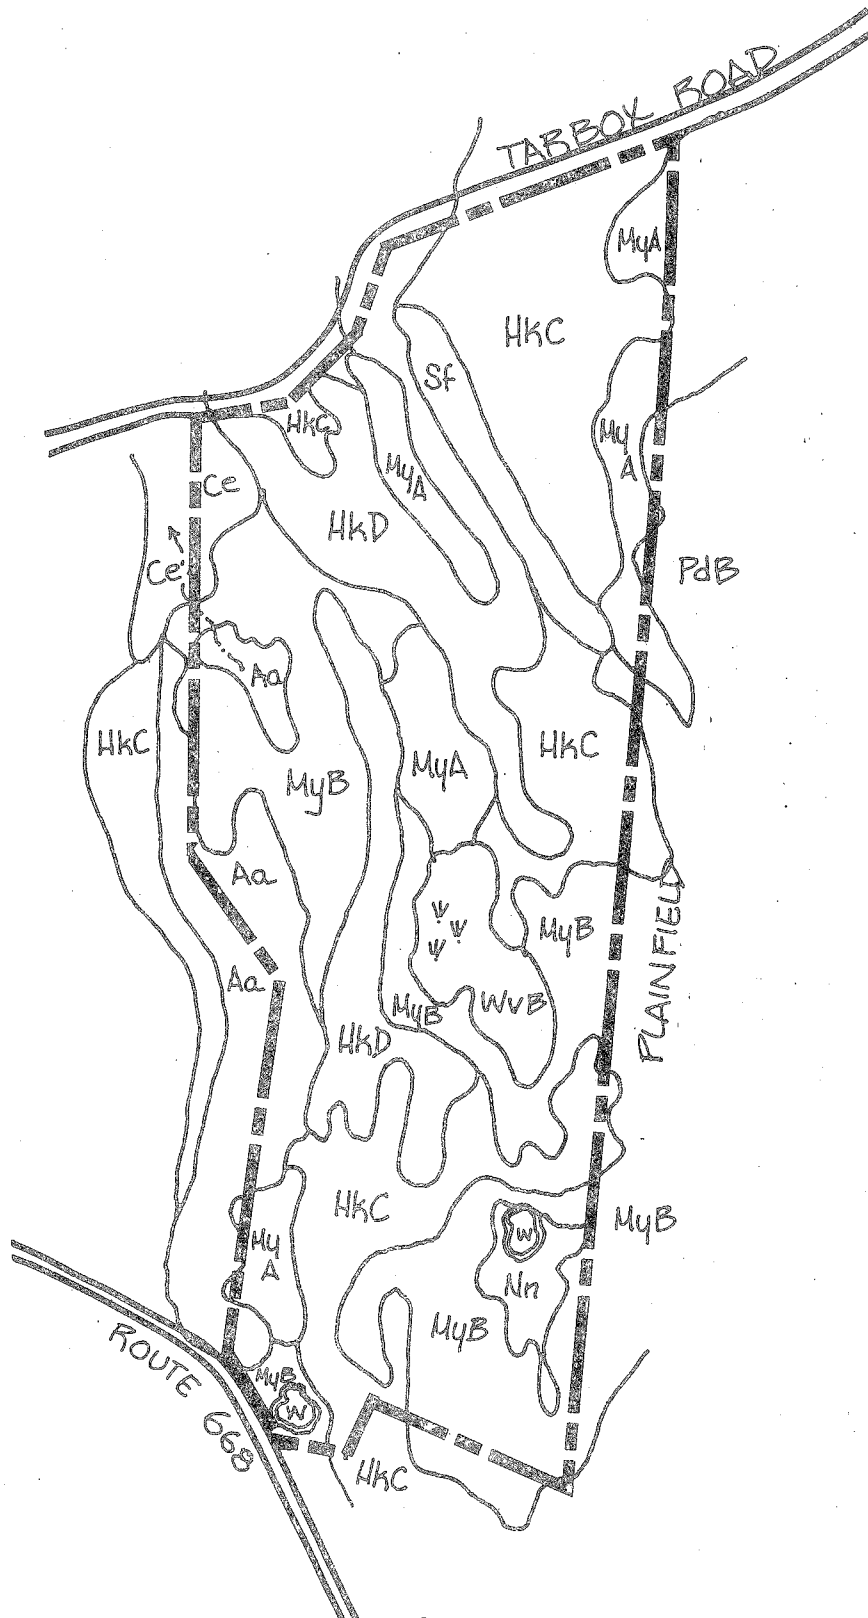 TARBOX ROAD
MyA
HkC
Sf
HkC
My
A
My
A
Ce
HkD
Ce
PdB
Aa
HkC
HkC
MyA
MyB
Aa
MyB
PLAINFIELD
Aa
WvB
MyB
HkD
HkC
MyB
W
My
A
Nn
MyB
ROUTE 668
MyB
W
HkC